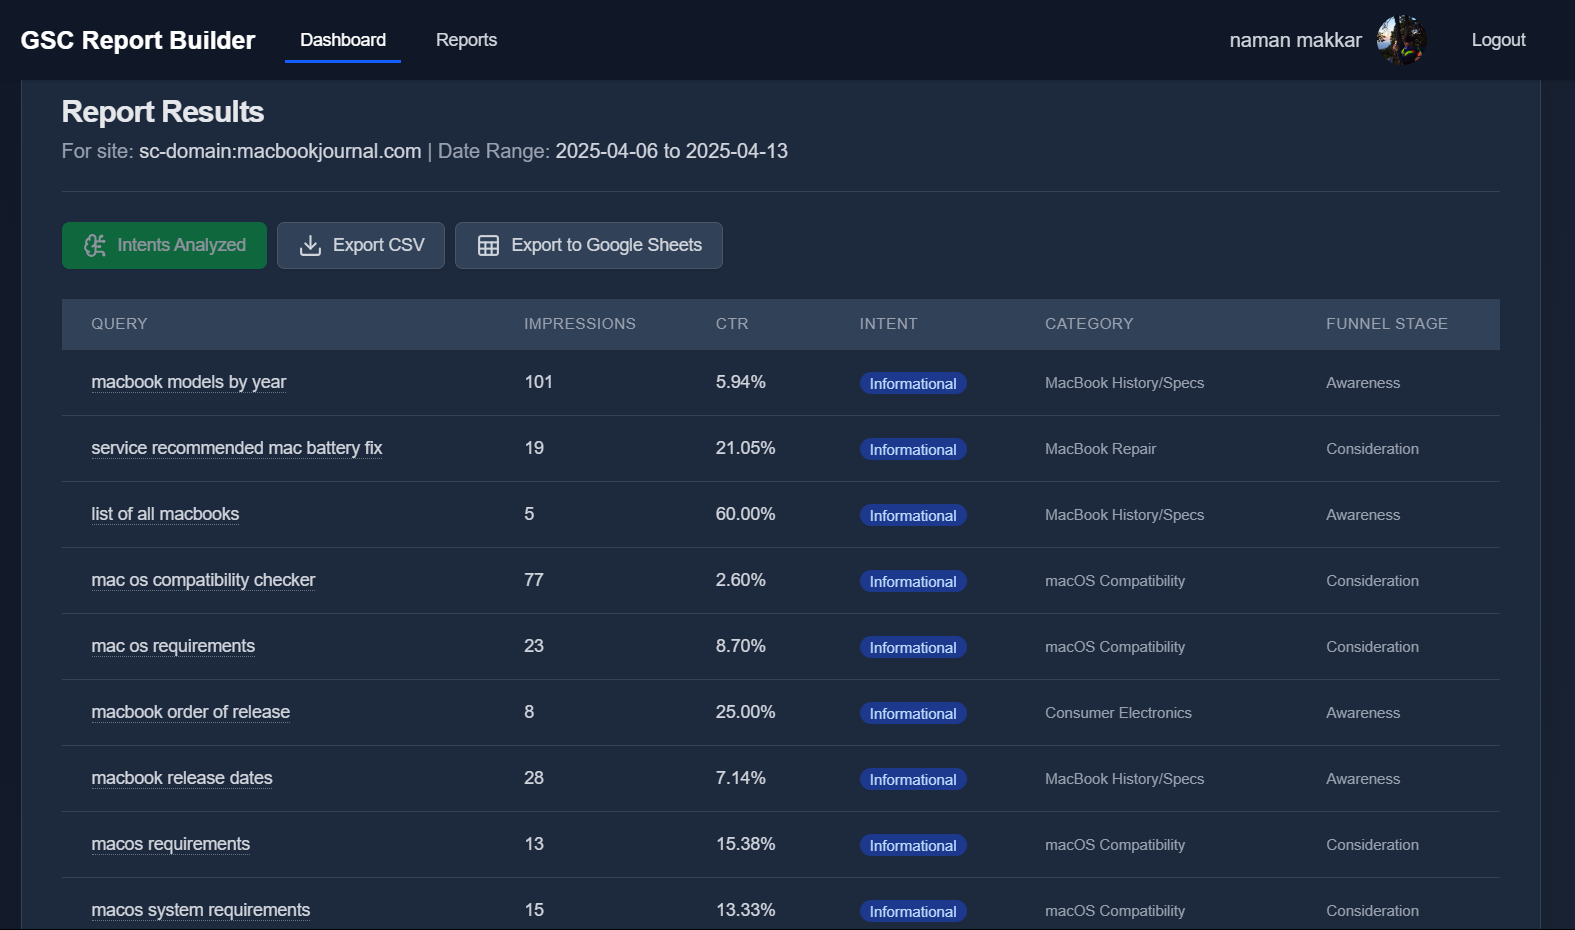 GSC Report Builder Dashboard Reports naman makkar Logout
Report Results
For site: sc-domain:macbookjournal.com | Date Range: 2025-04-06 to 2025-04-13
Intents Analyzed Export CSV Export to Google Sheets
QUERY IMPRESSIONS CTR INTENT CATEGORY FUNNEL STAGE
macbook models by year 101 5.94% Informational MacBook History/Specs Awareness
service recommended mac battery fix 19 21.05% Informational MacBook Repair Consideration
list of all macbooks 5 60.00% Informational MacBook History/Specs Awareness
mac os compatibility checker 77 2.60% Informational macOS Compatibility Consideration
mac os requirements 23 8.70% Informational macOS Compatibility Consideration
macbook order of release 8 25.00% Informational Consumer Electronics Awareness
macbook release dates 28 7.14% Informational MacBook History/Specs Awareness
macos requirements 13 15.38% Informational macOS Compatibility Consideration
macos system requirements 15 13.33% Informational macOS Compatibility Consideration